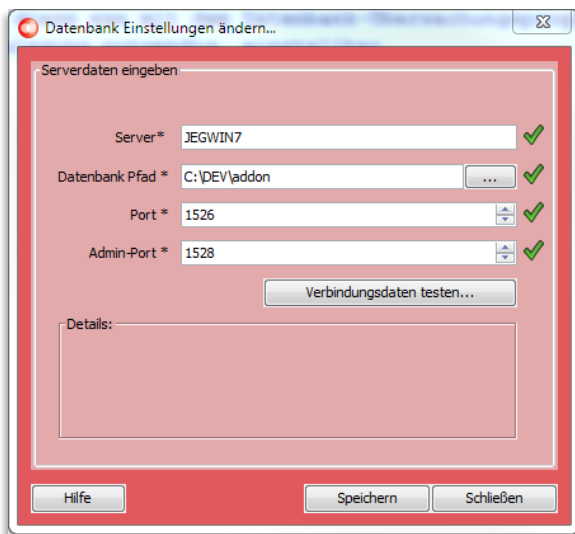 Datenbank Einstellungen ändern...
Serverdaten eingeben
Server* JEGWIN7
Datenbank Pfad * C:\DEV\addon ...
Port * 1526
Admin-Port * 1528
Verbindungsdaten testen...
Details:
Hilfe Speichern Schließen